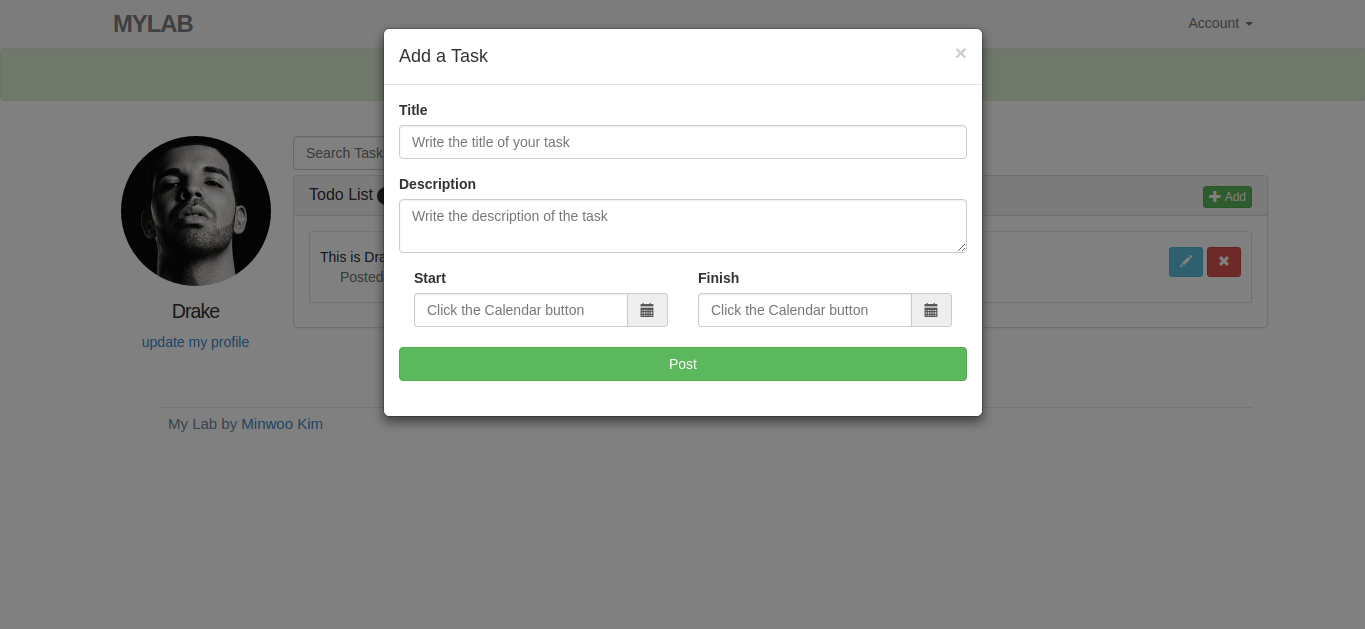 MYLAB
Account
Add a Task
×
Title
Write the title of your task
Description
Write the description of the task
Start
Finish
Click the Calendar button
Click the Calendar button
Post
Search Task
Todo List
Add
This is Dra
Posted
Drake
update my profile
My Lab by Minwoo Kim